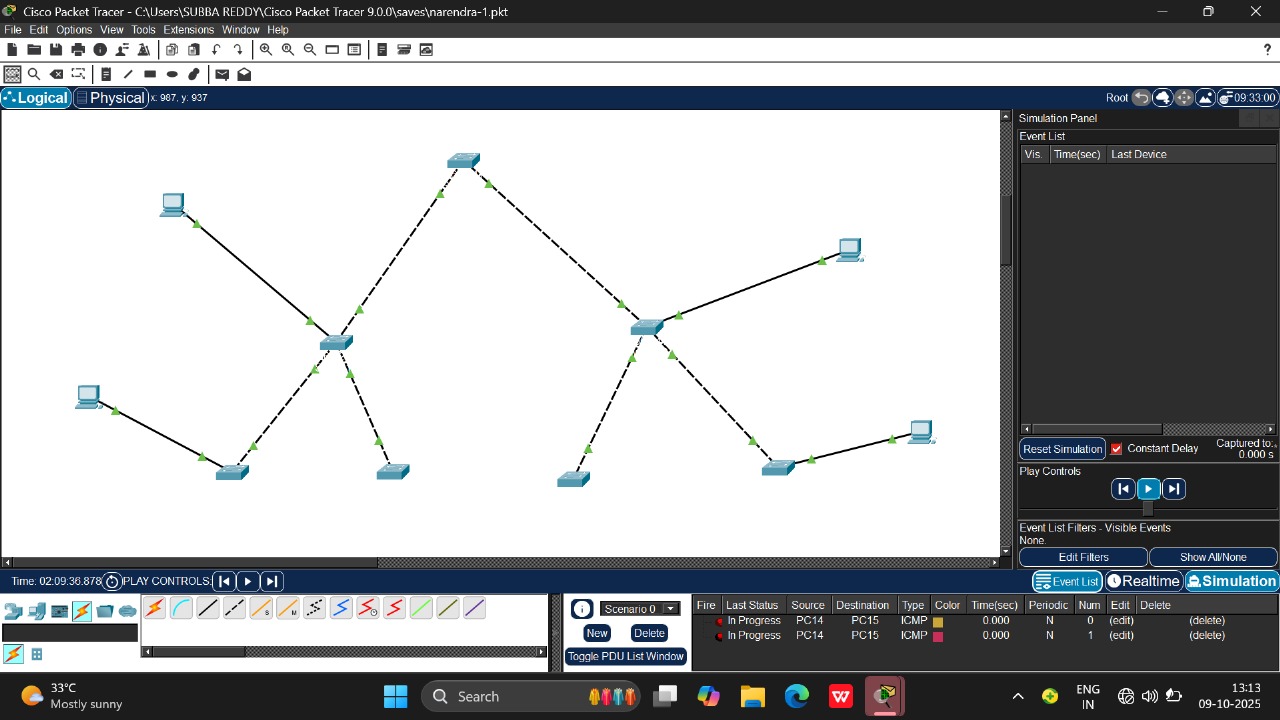 Cisco Packet Tracer - C:\Users\SUBBA REDDY\Cisco Packet Tracer 9.0.0\saves\narendra-1.pkt
File Edit Options View Tools Extensions Window Help
?
Logical Physical x: 987, y: 937 Root 09:33:00
Simulation Panel
Event List
Vis. Time(sec) Last Device
Reset Simulation Constant Delay Captured to:
0.000 s
Play Controls
Event List Filters - Visible Events
None.
Edit Filters Show All/None
Time: 02:09:36.878 PLAY CONTROLS: Event List Realtime Simulation
Scenario 0
New Delete
Toggle PDU List Window
Fire Last Status Source Destination Type Color Time(sec) Periodic Num Edit Delete
In Progress PC14 PC15 ICMP 0.000 N 0 (edit) (delete)
In Progress PC14 PC15 ICMP 0.000 N 1 (edit) (delete)
33°C
Mostly sunny
Search
ENG
IN
13:13
09-10-2025